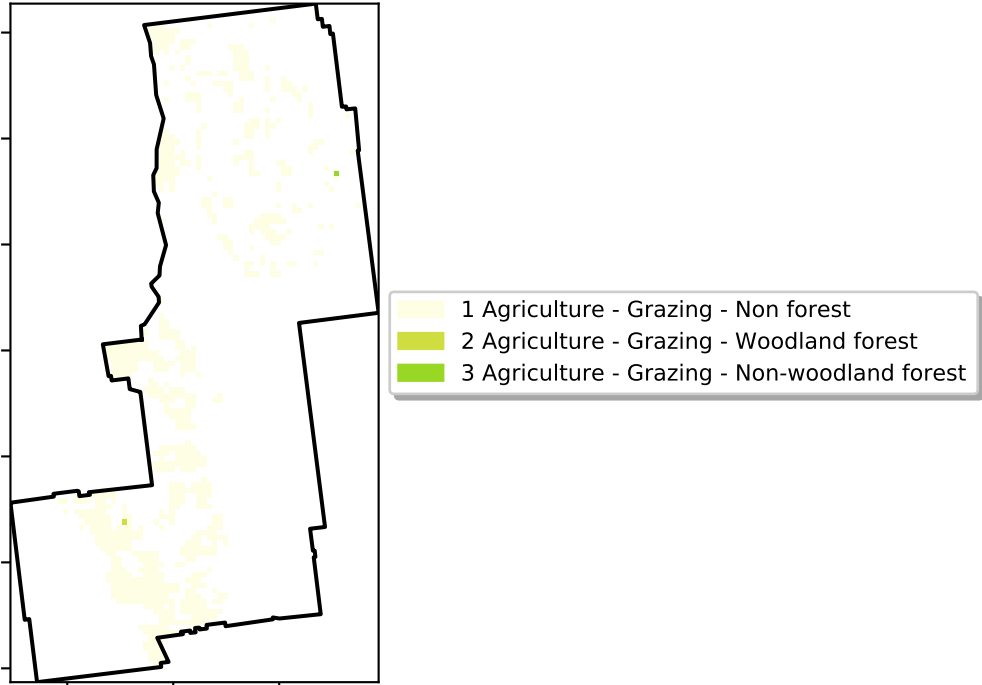 1 Agriculture - Grazing - Non forest
2 Agriculture - Grazing - Woodland forest
3 Agriculture - Grazing - Non-woodland forest